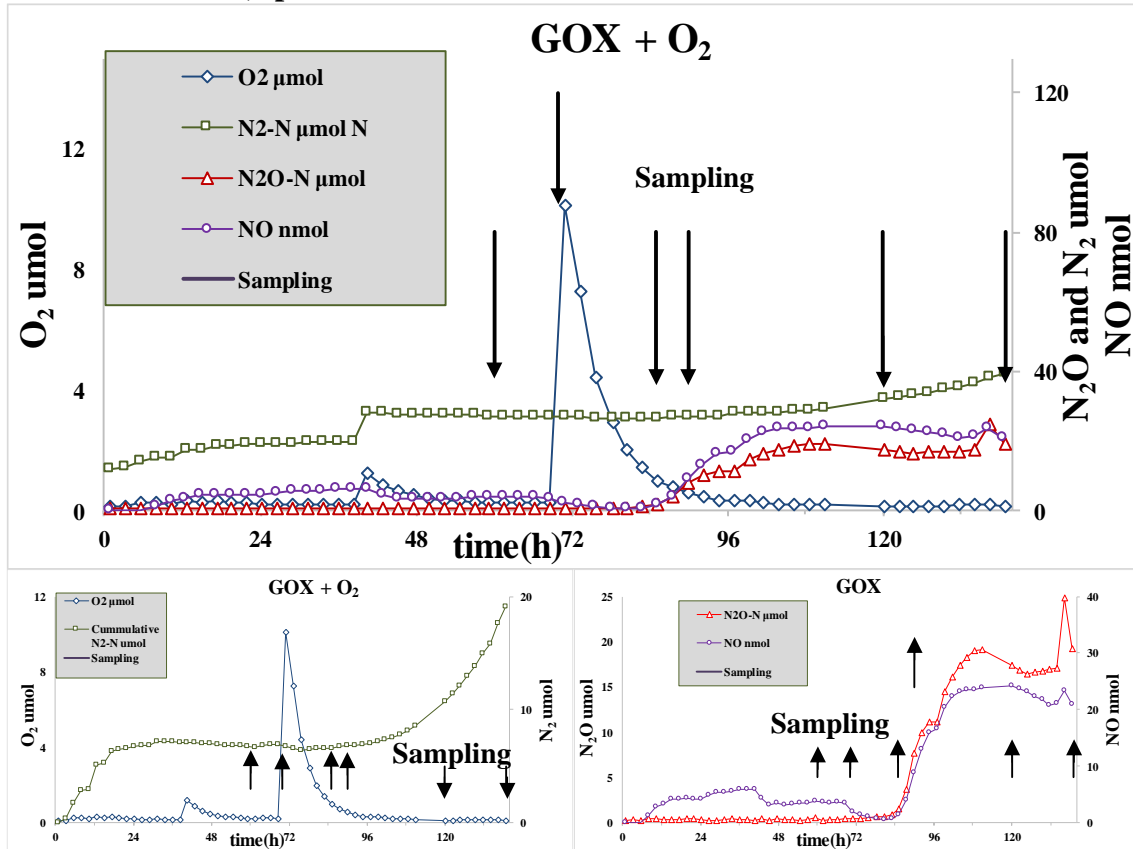 GOX + O2
O2 µmol
N2-N µmol N
N2O-N µmol
NO nmol
Sampling
Sampling
O2 umol
12
8
4
0
N2O and N2 umol
NO nmol
120
80
40
0
0
24
48
72
96
120
time(h)
GOX + O2
O2 µmol
Cummulative
N2-N umol
Sampling
Sampling
O2 umol
12
8
4
0
N2 umol
20
10
0
0
24
48
72
96
120
time(h)
GOX
N2O-N µmol
NO nmol
Sampling
Sampling
N2O umol
25
20
15
10
5
0
NO nmol
40
30
20
10
0
0
24
48
72
96
120
time(h)